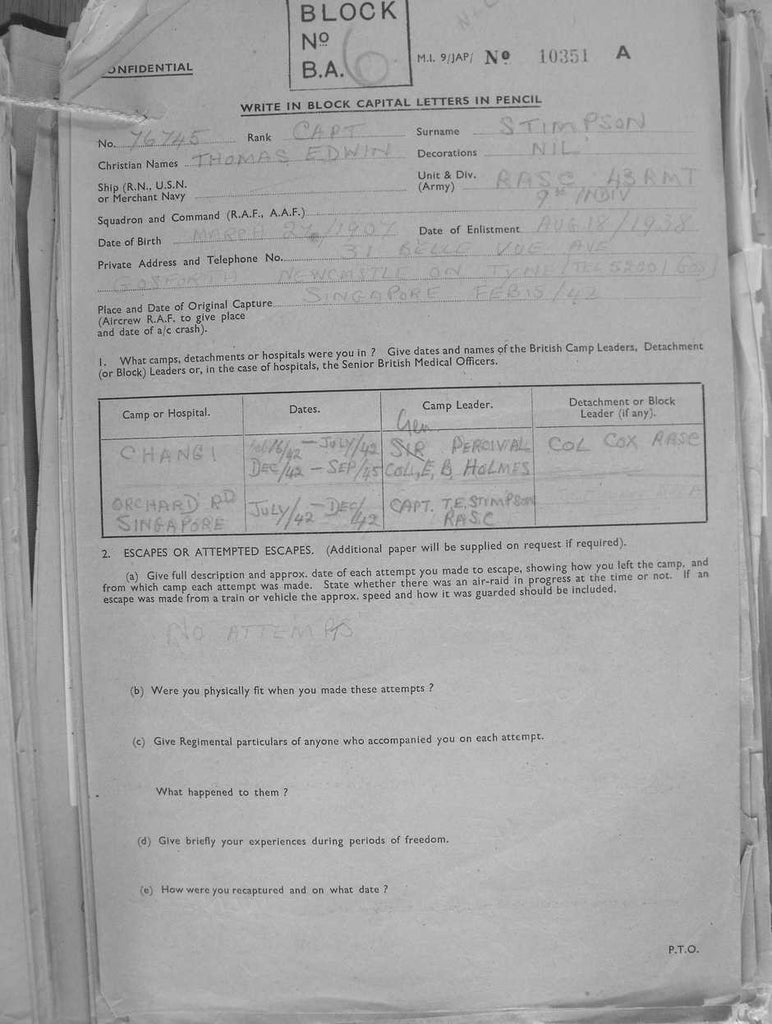 BLOCK
Nº
B.A. 6
ONFIDENTIAL
M.I. 9/JAP/ Nº 10351 A
WRITE IN BLOCK CAPITAL LETTERS IN PENCIL
No. 76745 Rank CAPT Surname STIMPSON
Christian Names THOMAS EDWIN Decorations NIL
Ship (R.N., U.S.N. or Merchant Navy
Unit & Div. (Army) RASC 43 RMT
9th INDIV
Squadron and Command (R.A.F., A.A.F.)
Date of Birth MARCH /1907 Date of Enlistment AUG 18/1938
Private Address and Telephone No. 31 BELLE VUE AVE
GOSFORTH NEWCASTLE ON TYNE/TEL 52001 GOS
Place and Date of Original Capture SINGAPORE FEB 15/42
(Aircrew R.A.F. to give place
and date of a/c crash).
1. What camps, detachments or hospitals were you in ? Give dates and names of the British Camp Leaders, Detachment
(or Block) Leaders or, in the case of hospitals, the Senior British Medical Officers.
Camp or Hospital. Dates. Camp Leader. Detachment or Block Leader (if any).
CHANGI /42 - JULY/42 Gen SIR PERCIVAL COL COX RASC
DEC/42 - SEP/45 COL, E, B HOLMES
ORCHARD RD JULY/42 - DEC/42 CAPT. T.E. STIMPSON
SINGAPORE RASC
2. ESCAPES OR ATTEMPTED ESCAPES. (Additional paper will be supplied on request if required).
(a) Give full description and approx. date of each attempt you made to escape, showing how you left the camp, and
from which camp each attempt was made. State whether there was an air-raid in progress at the time or not. If an
escape was made from a train or vehicle the approx. speed and how it was guarded should be included.
NO ATTEMPTS
(b) Were you physically fit when you made these attempts ?
(c) Give Regimental particulars of anyone who accompanied you on each attempt.
What happened to them ?
(d) Give briefly your experiences during periods of freedom.
(e) How were you recaptured and on what date ?
P.T.O.